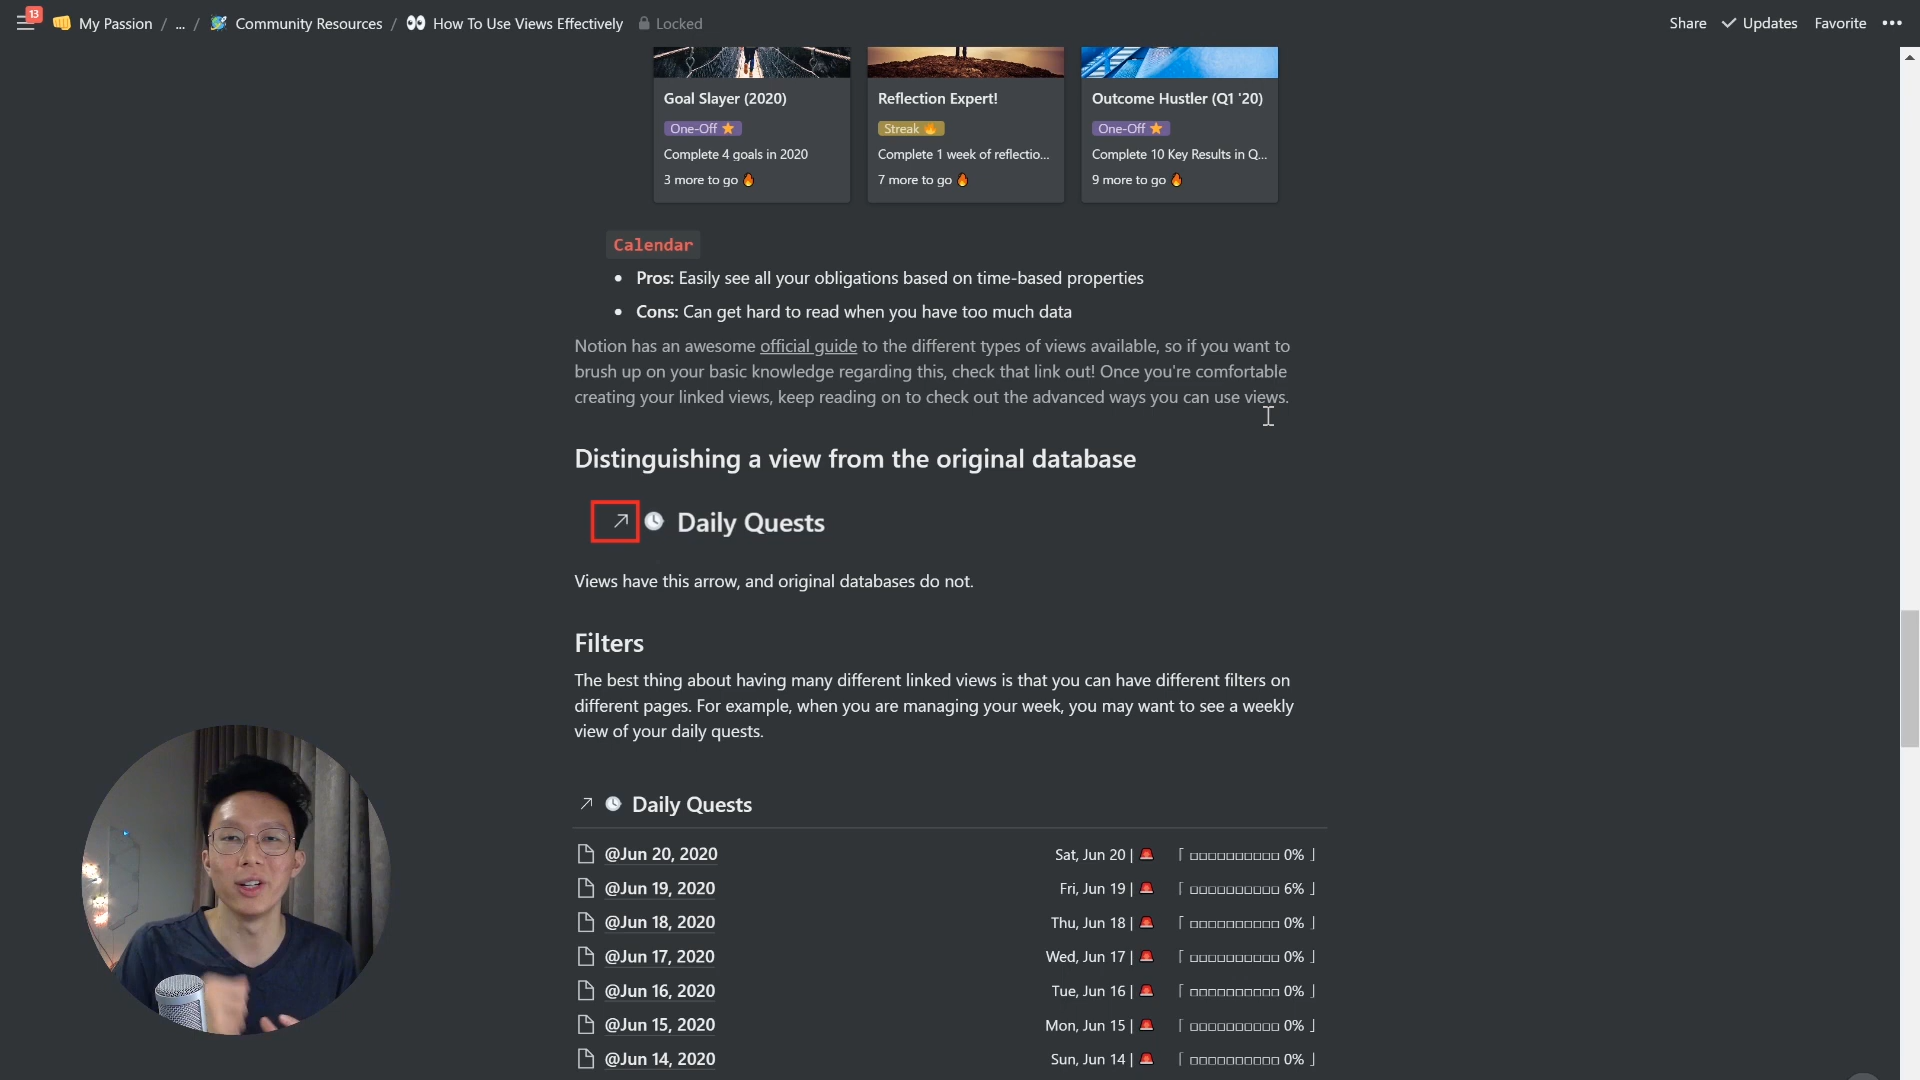 13
My Passion / ... / Community Resources / How To Use Views Effectively Locked
Share Updates Favorite •••
Goal Slayer (2020)
One-Off
Complete 4 goals in 2020
3 more to go
Reflection Expert!
Streak
Complete 1 week of reflectio...
7 more to go
Outcome Hustler (Q1 '20)
One-Off
Complete 10 Key Results in Q...
9 more to go
Calendar
• Pros: Easily see all your obligations based on time-based properties
• Cons: Can get hard to read when you have too much data
Notion has an awesome official guide to the different types of views available, so if you want to
brush up on your basic knowledge regarding this, check that link out! Once you're comfortable
creating your linked views, keep reading on to check out the advanced ways you can use views.
Distinguishing a view from the original database
↗ Daily Quests
Views have this arrow, and original databases do not.
Filters
The best thing about having many different linked views is that you can have different filters on
different pages. For example, when you are managing your week, you may want to see a weekly
view of your daily quests.
↗ Daily Quests
@Jun 20, 2020 Sat, Jun 20 | 「 □□□□□□□□□□ 0% 」
@Jun 19, 2020 Fri, Jun 19 | 「 □□□□□□□□□□ 6% 」
@Jun 18, 2020 Thu, Jun 18 | 「 □□□□□□□□□□ 0% 」
@Jun 17, 2020 Wed, Jun 17 | 「 □□□□□□□□□□ 0% 」
@Jun 16, 2020 Tue, Jun 16 | 「 □□□□□□□□□□ 0% 」
@Jun 15, 2020 Mon, Jun 15 | 「 □□□□□□□□□□ 0% 」
@Jun 14, 2020 Sun, Jun 14 | 「 □□□□□□□□□□ 0% 」